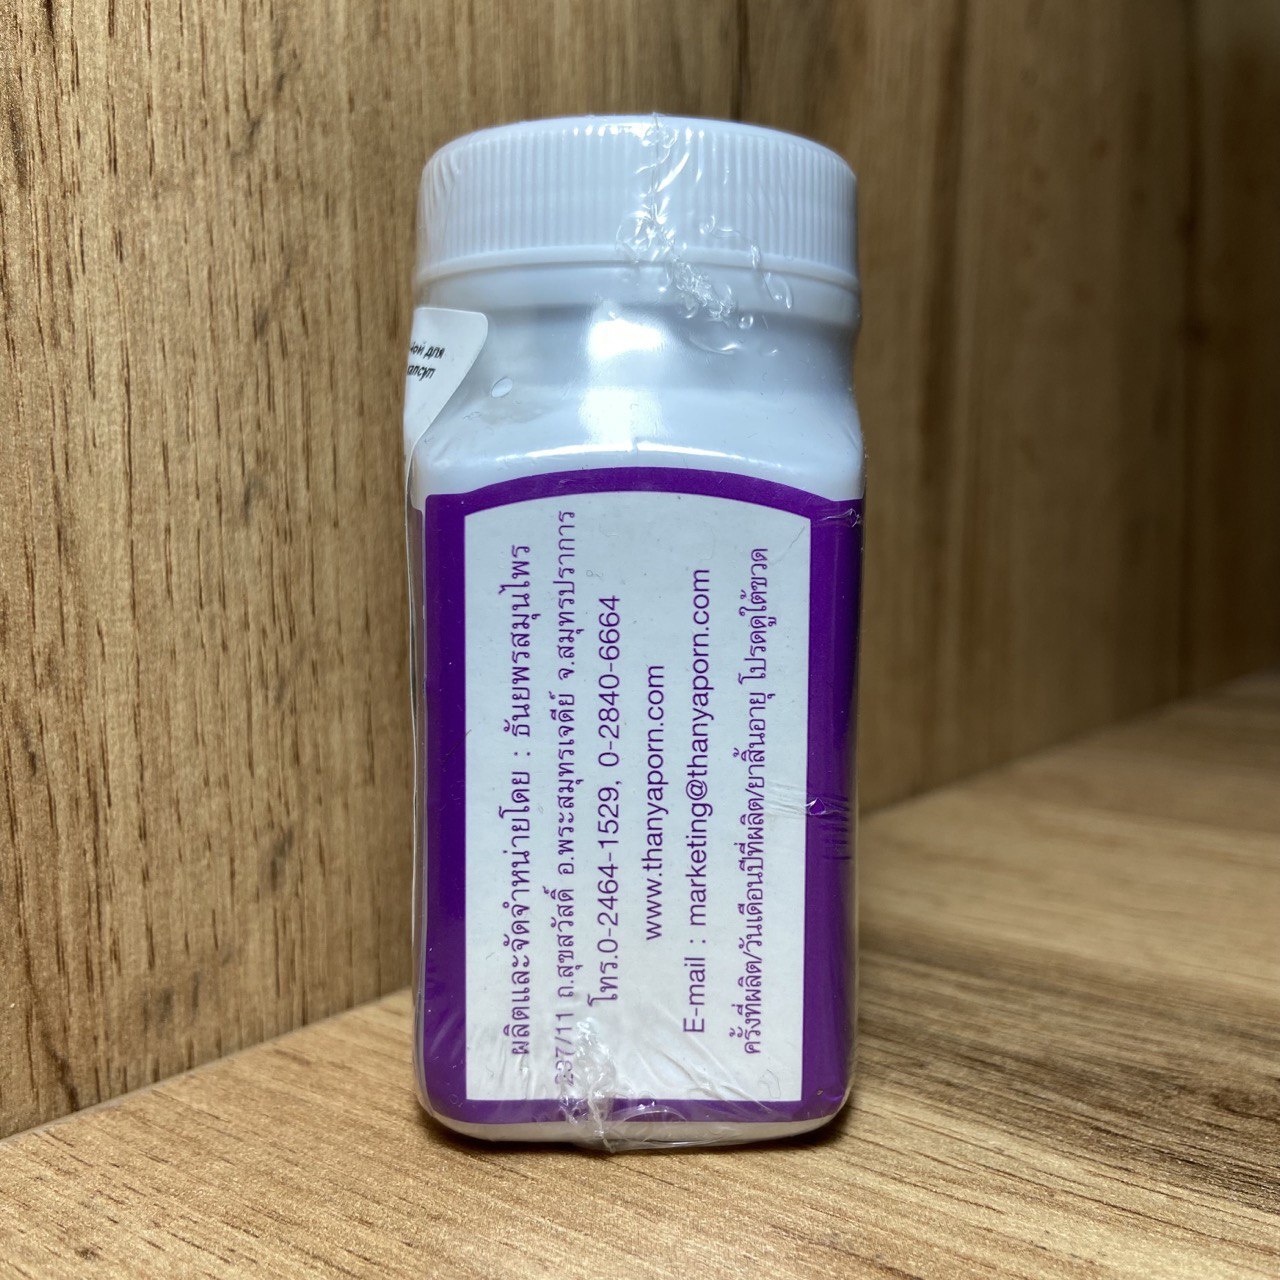 ผลิตและจัดจำหน่ายโดย : ธันยพรสมุนไพร
297/11 ถ.สุขสวัสดิ์ อ.พระสมุทรเจดีย์ จ.สมุทรปราการ
โทร.0-2464-1529, 0-2840-6664
www.thanyaporn.com
E-mail : marketing@thanyaporn.com
ครั้งที่ผลิต/วันเดือนปีที่ผลิต/ยาสิ้นอายุ โปรดดูใต้ขวด
для
капсул